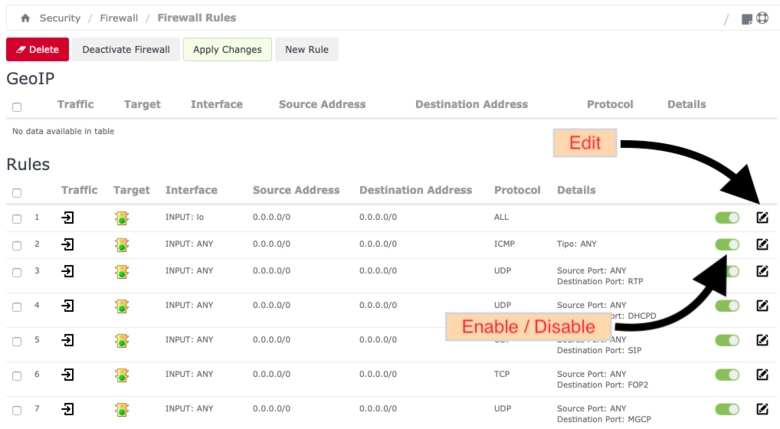 Security / Firewall / Firewall Rules /
Delete Deactivate Firewall Apply Changes New Rule
GeoIP
Traffic Target Interface Source Address Destination Address Protocol Details
No data available in table
Edit
Rules
Traffic Target Interface Source Address Destination Address Protocol Details
1 INPUT: lo 0.0.0.0/0 0.0.0.0/0 ALL
2 INPUT: ANY 0.0.0.0/0 0.0.0.0/0 ICMP Tipo: ANY
3 INPUT: ANY 0.0.0.0/0 0.0.0.0/0 UDP Source Port: ANY
Destination Port: RTP
4 INPUT: ANY 0.0.0.0/0 0.0.0.0/0 UDP Source Port: ANY
Port: DHCPD
Enable / Disable
5 INPUT: ANY 0.0.0.0/0 0.0.0.0/0 ANY
Destination Port: SIP
6 INPUT: ANY 0.0.0.0/0 0.0.0.0/0 TCP Source Port: ANY
Destination Port: FOP2
7 INPUT: ANY 0.0.0.0/0 0.0.0.0/0 UDP Source Port: ANY
Destination Port: MGCP